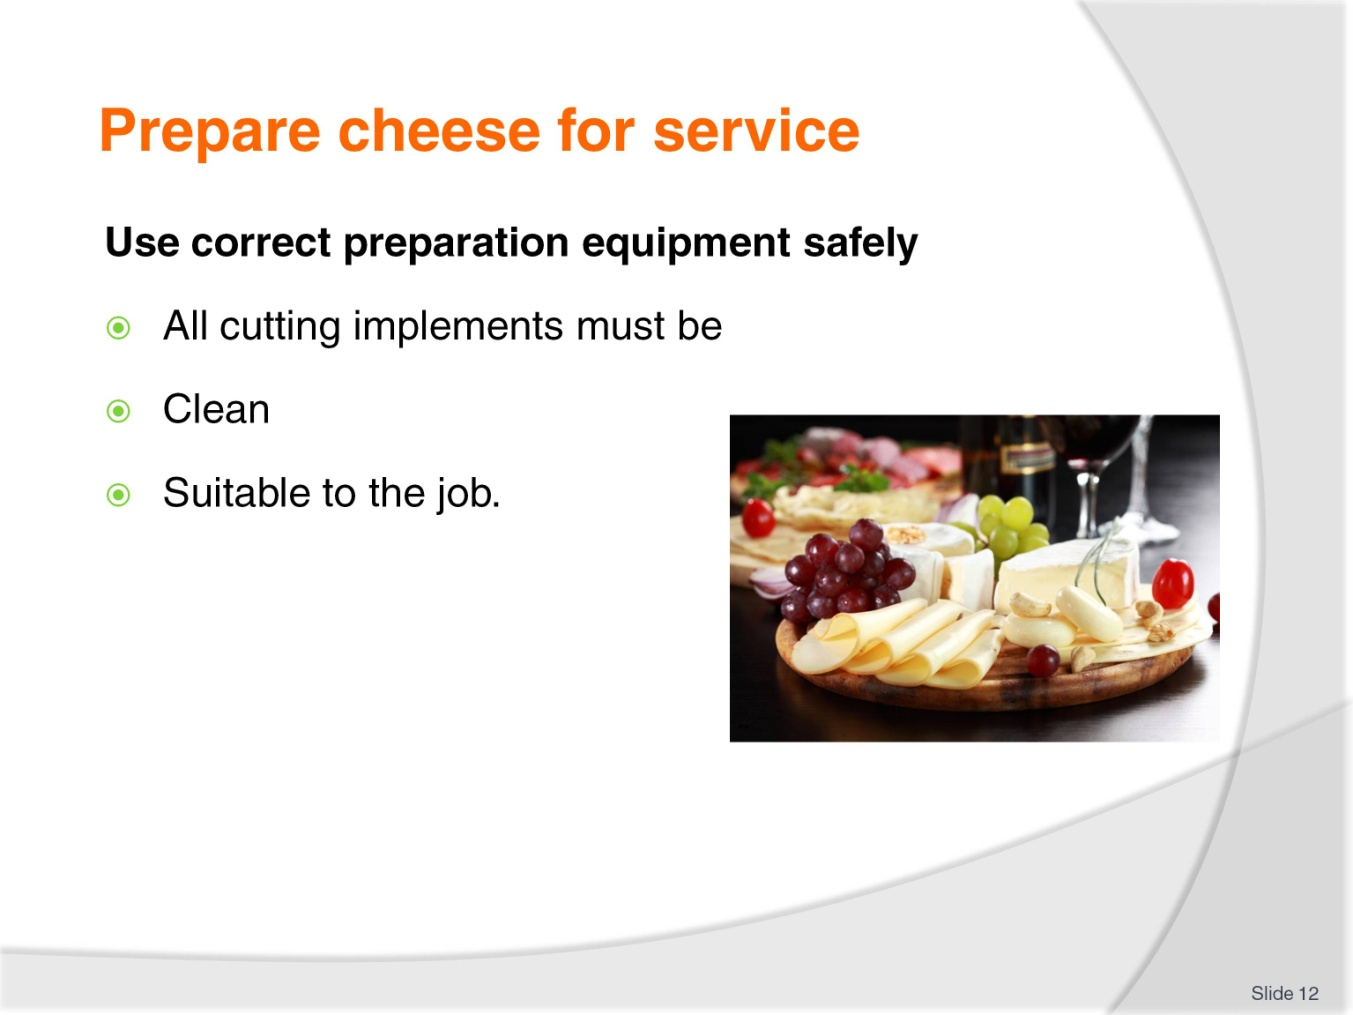 Prepare cheese for service
Use correct preparation equipment safely
All cutting implements must be
Clean
Suitable to the job.
Slide 12